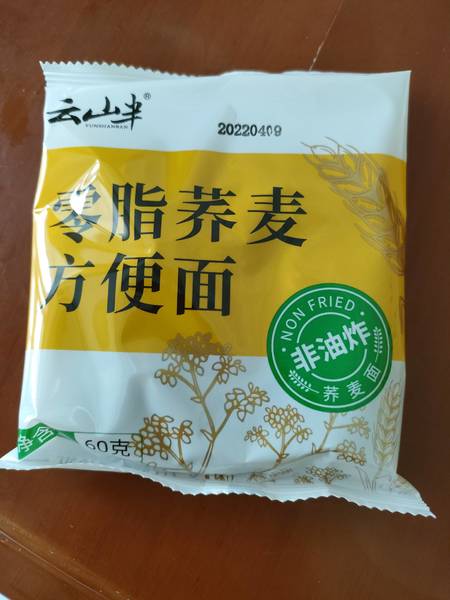 云山半®
YUNSHANBAN
20220409
零脂荞麦
方便面
NON FRIED
非油炸
荞麦面
60克